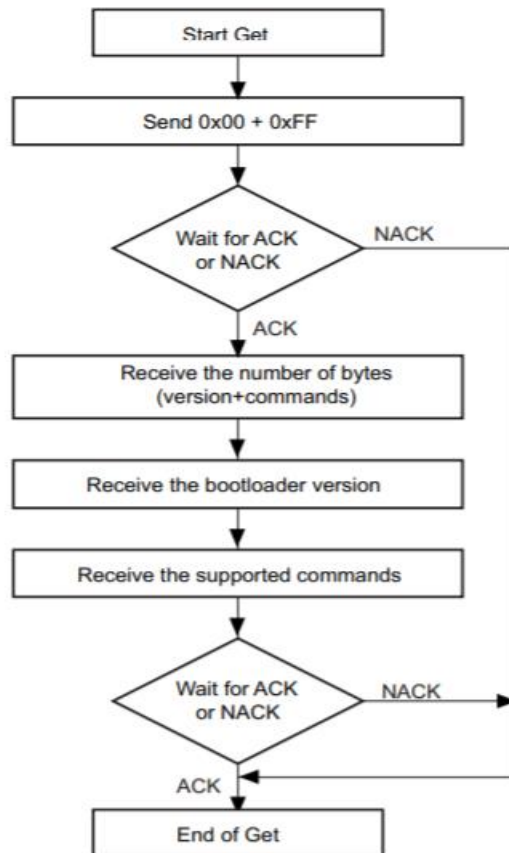 Start Get
Send 0x00 + 0xFF
Wait for ACK
or NACK
NACK
ACK
Receive the number of bytes
(version+commands)
Receive the bootloader version
Receive the supported commands
Wait for ACK
or NACK
NACK
ACK
End of Get